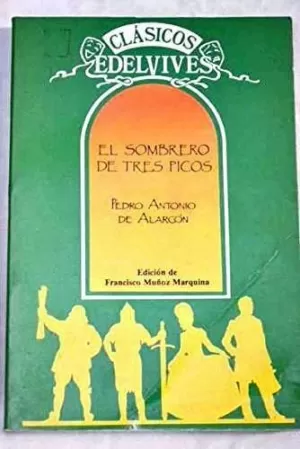 CLÁSICOS
EDELVIVES
EL SOMBRERO
DE TRES PICOS
PEDRO ANTONIO
DE ALARCÓN
Edición de
Francisco Muñoz Marquina